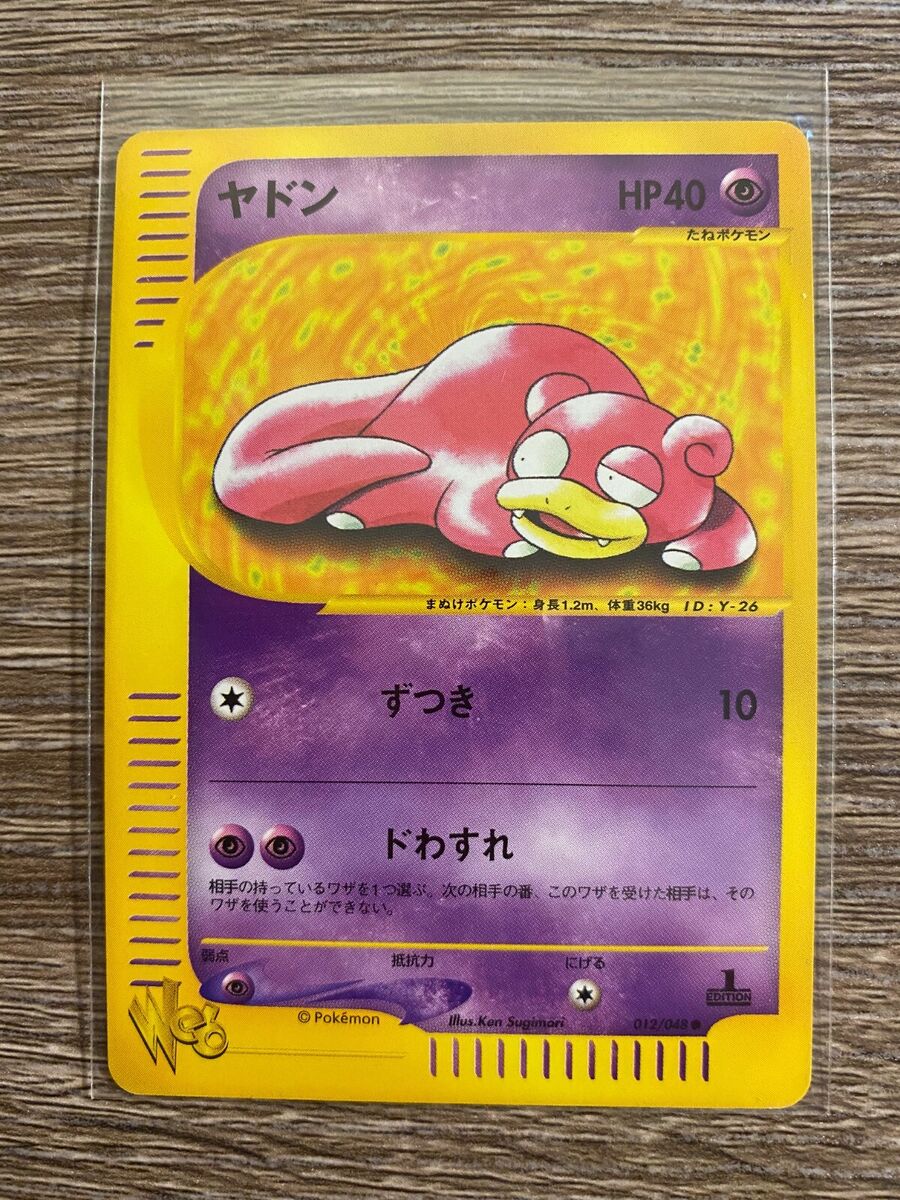 ヤドン HP40
たねポケモン
まぬけポケモン：身長1.2m、体重36kg ID:Y-26
ずつき 10
ドわすれ
相手の持っているワザを1つ選ぶ。次の相手の番、このワザを受けた相手は、その
ワザを使うことができない。
弱点 抵抗力 にげる
1
EDITION
Web © Pokémon Illus.Ken Sugimori 012/048 ●